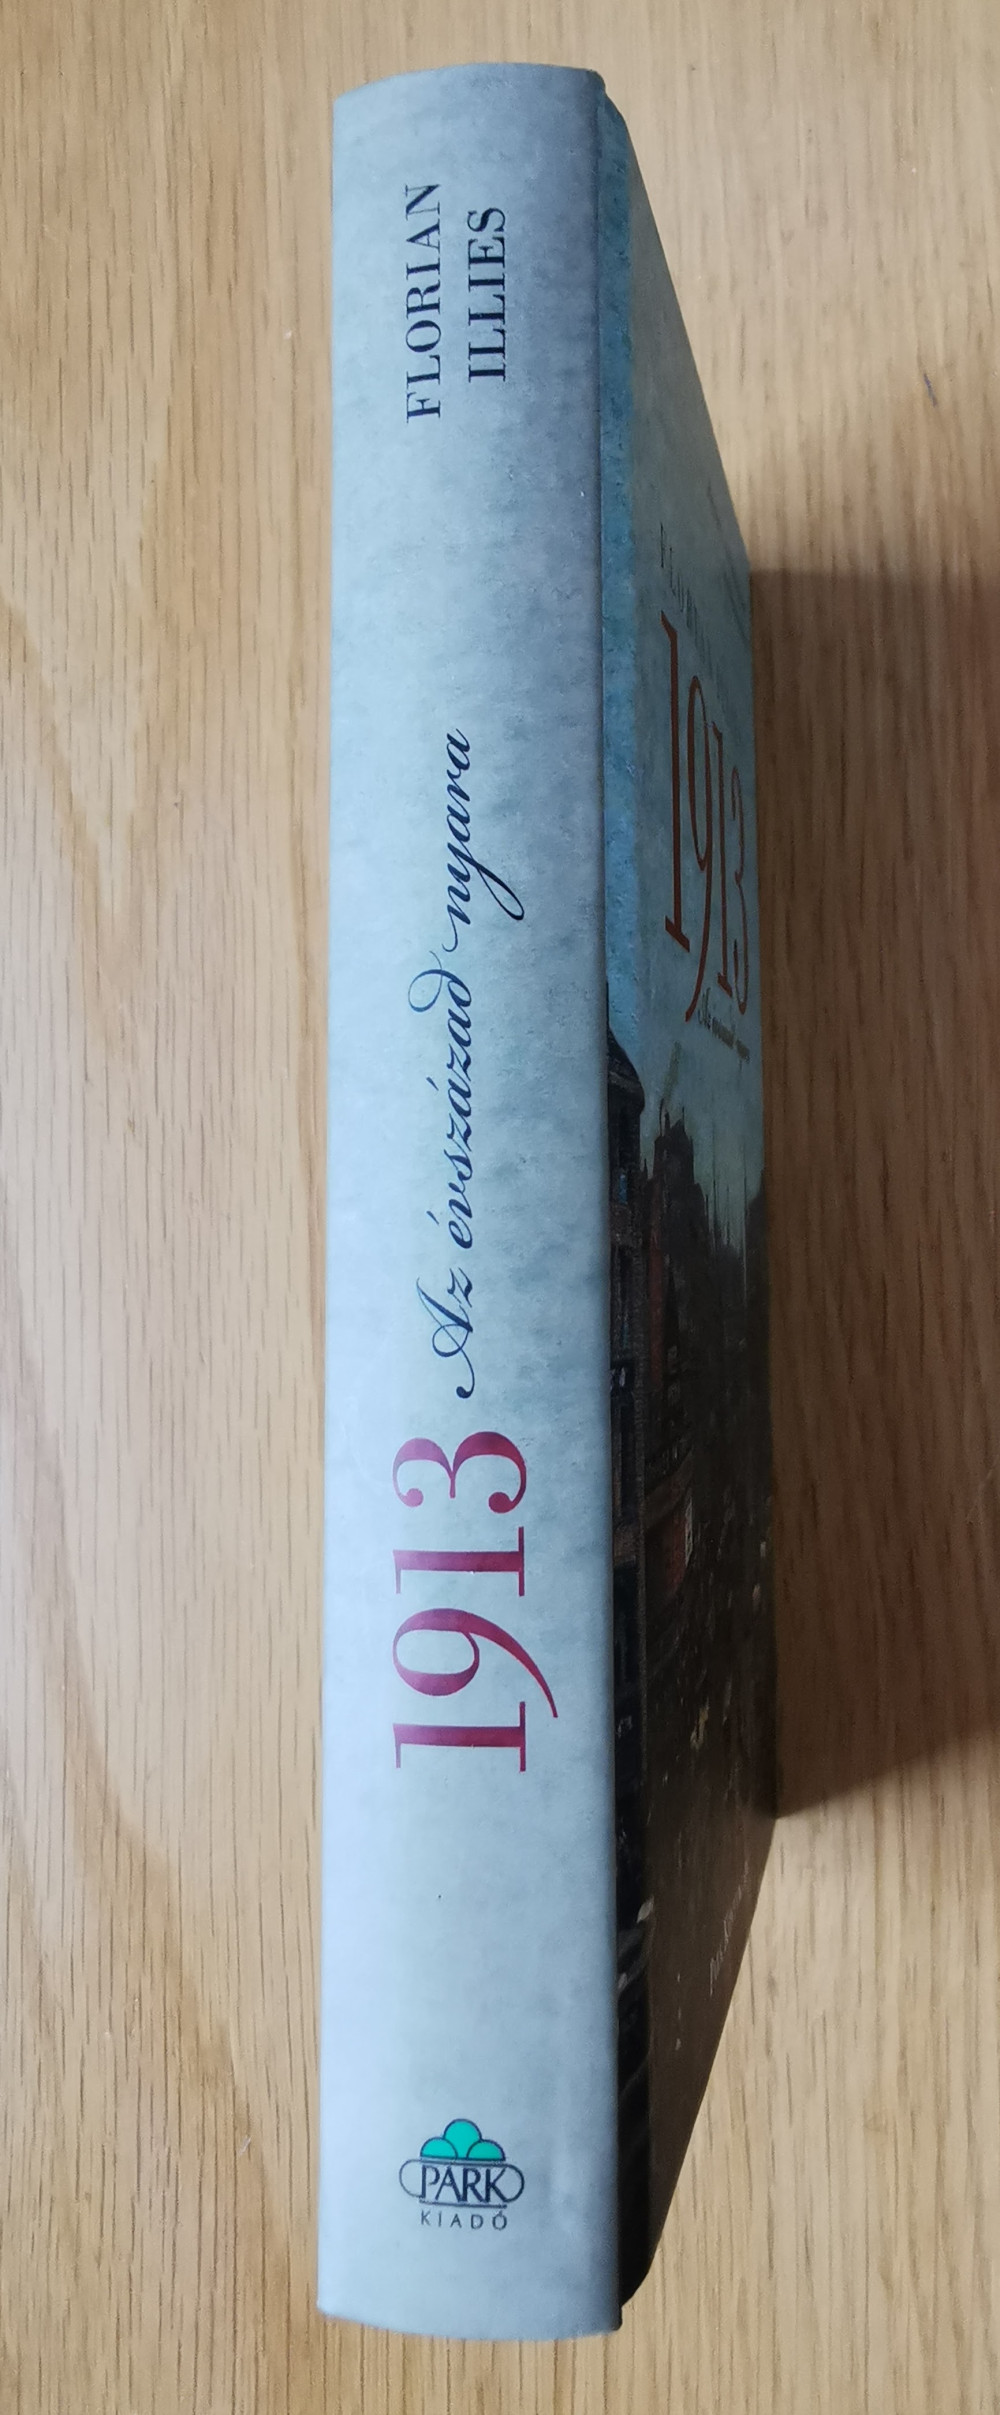 FLORIAN
ILLIES
1913 Az évszázad nyara
PARK
KIADÓ
1913